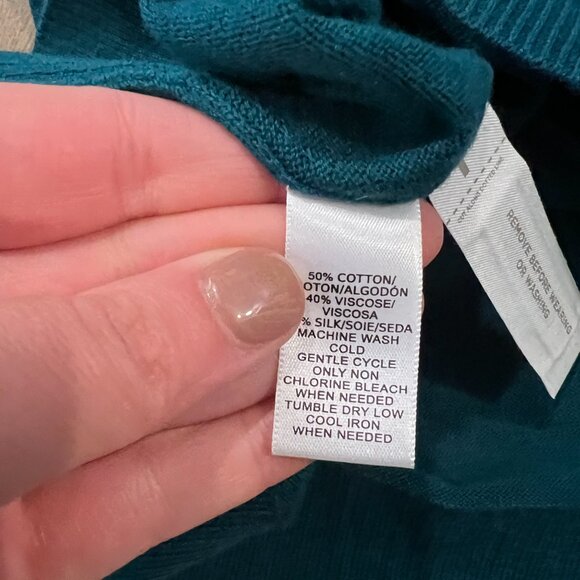 50% COTTON/
OTON/ALGODÓN
40% VISCOSE/
VISCOSA
% SILK/SOIE/SEDA
MACHINE WASH
COLD
GENTLE CYCLE
ONLY NON
CHLORINE BLEACH
WHEN NEEDED
TUMBLE DRY LOW
COOL IRON
WHEN NEEDED
REMOVE BEFORE WEARING
OR WASHING